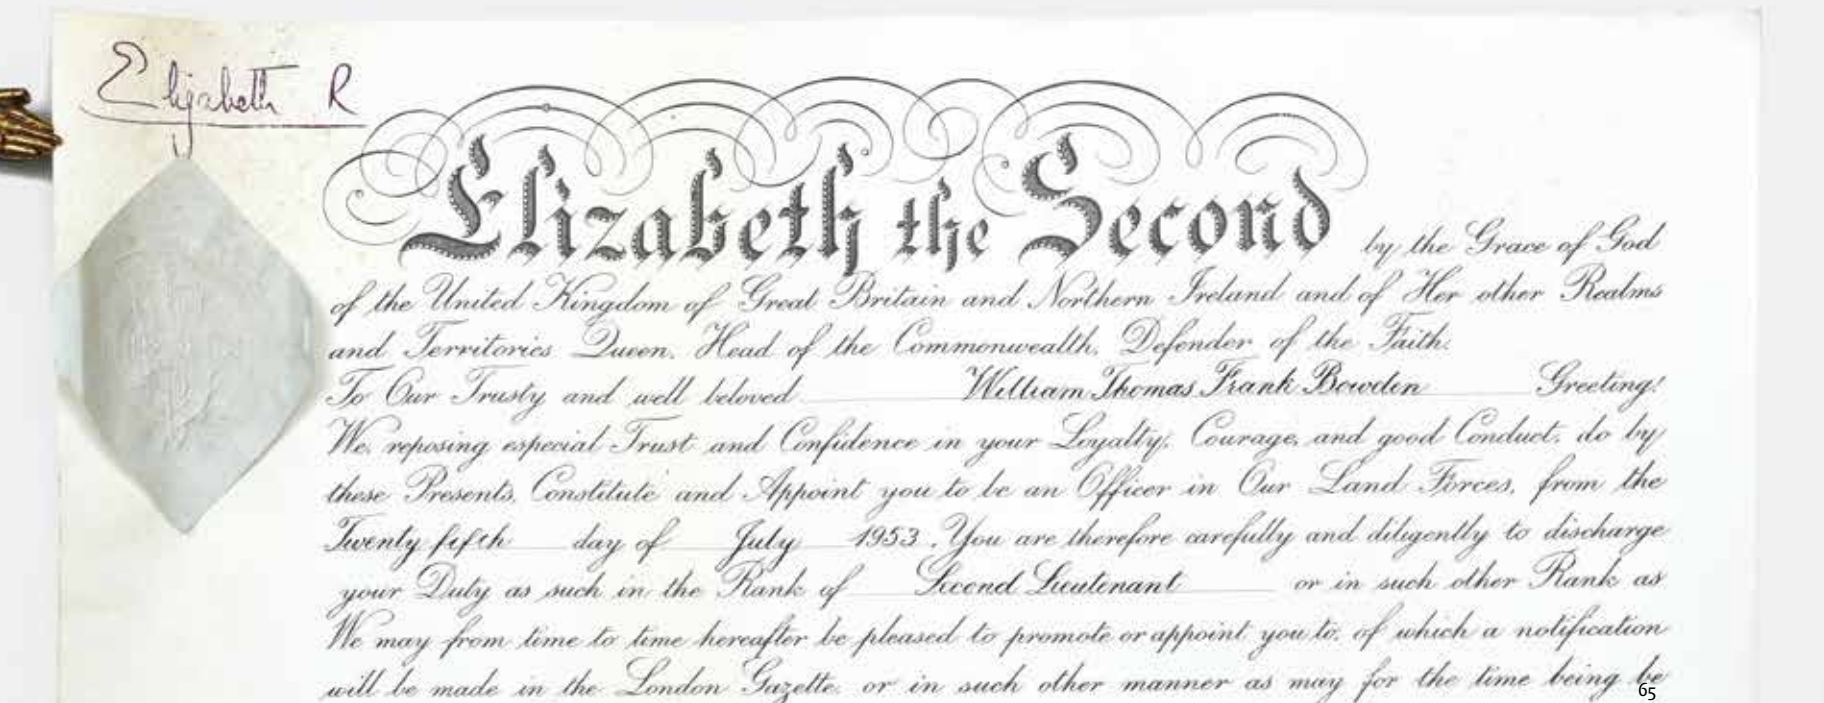 Elizabeth R
Elizabeth the Second by the Grace of God
of the United Kingdom of Great Britain and Northern Ireland and of Her other Realms
and Territories Queen, Head of the Commonwealth, Defender of the Faith.
To Our Trusty and well beloved William Thomas Frank Bowden Greeting!
We, reposing especial Trust and Confidence in your Loyalty, Courage, and good Conduct, do by
these Presents, Constitute and Appoint you to be an Officer in Our Land Forces, from the
Twenty fifth day of July 1953. You are therefore carefully and diligently to discharge
your Duty as such in the Rank of Second Lieutenant or in such other Rank as
We may from time to time hereafter be pleased to promote or appoint you to, of which a notification
will be made in the London Gazette, or in such other manner as may for the time being be
65